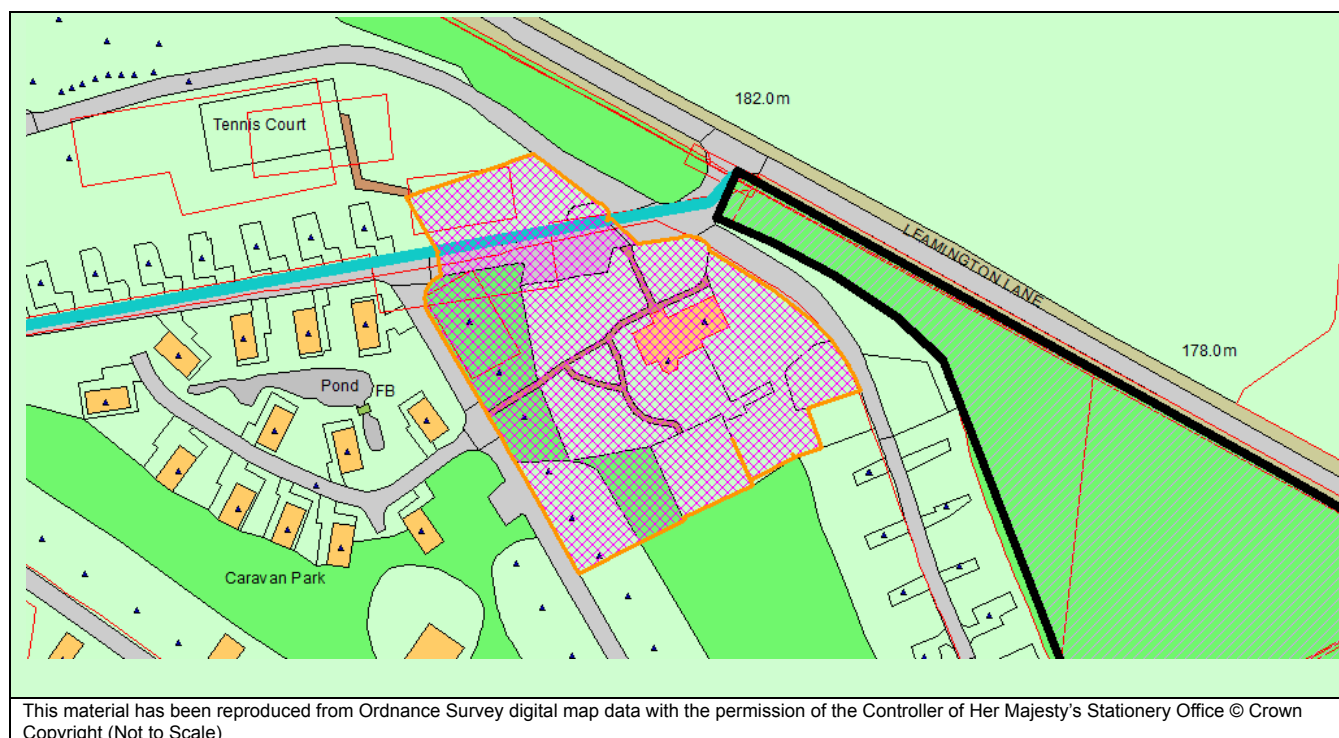 182.0m
Tennis Court
LEAMINGTON LANE
178.0m
Pond
FB
Caravan Park
This material has been reproduced from Ordnance Survey digital map data with the permission of the Controller of Her Majesty's Stationery Office © Crown
Copyright (Not to Scale)